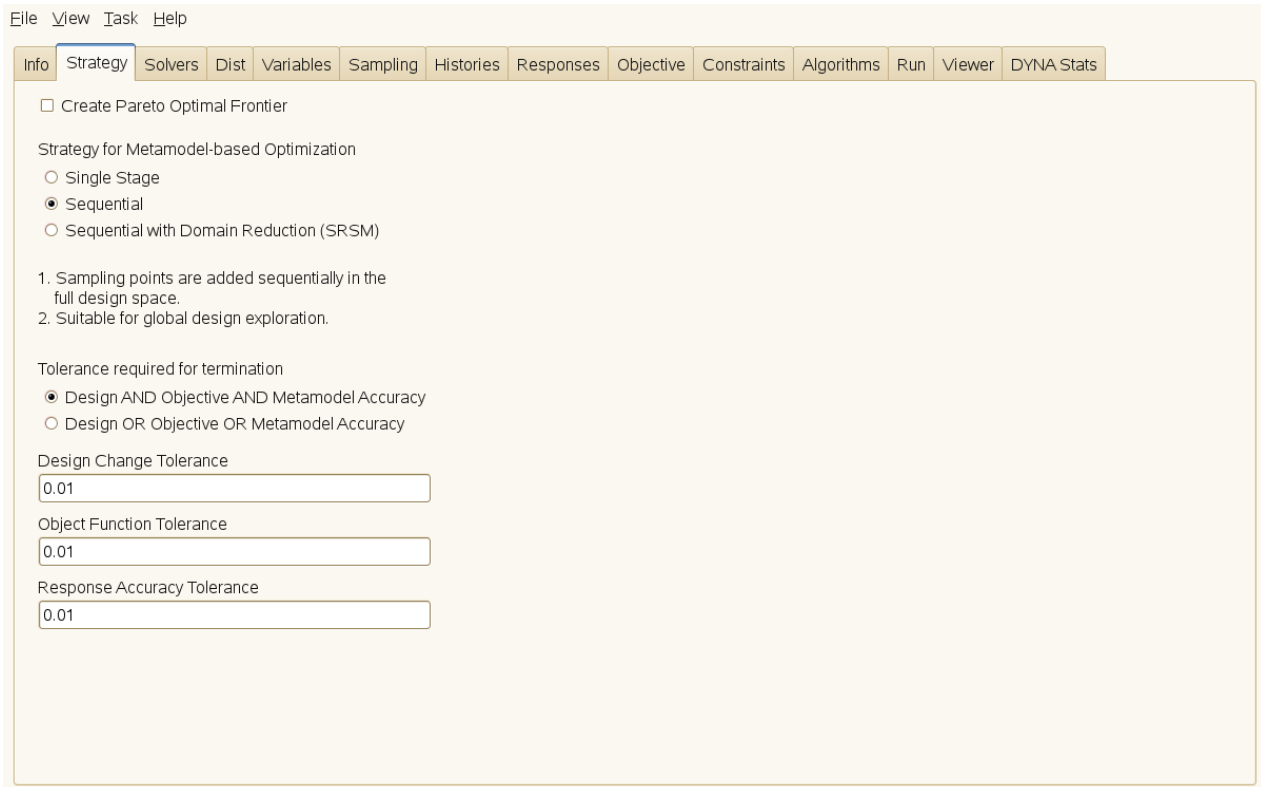 File View Task Help
Info Strategy Solvers Dist Variables Sampling Histories Responses Objective Constraints Algorithms Run Viewer DYNA Stats
Create Pareto Optimal Frontier
Strategy for Metamodel-based Optimization
Single Stage
Sequential
Sequential with Domain Reduction (SRSM)
1. Sampling points are added sequentially in the
full design space.
2. Suitable for global design exploration.
Tolerance required for termination
Design AND Objective AND Metamodel Accuracy
Design OR Objective OR Metamodel Accuracy
Design Change Tolerance
0.01
Object Function Tolerance
0.01
Response Accuracy Tolerance
0.01